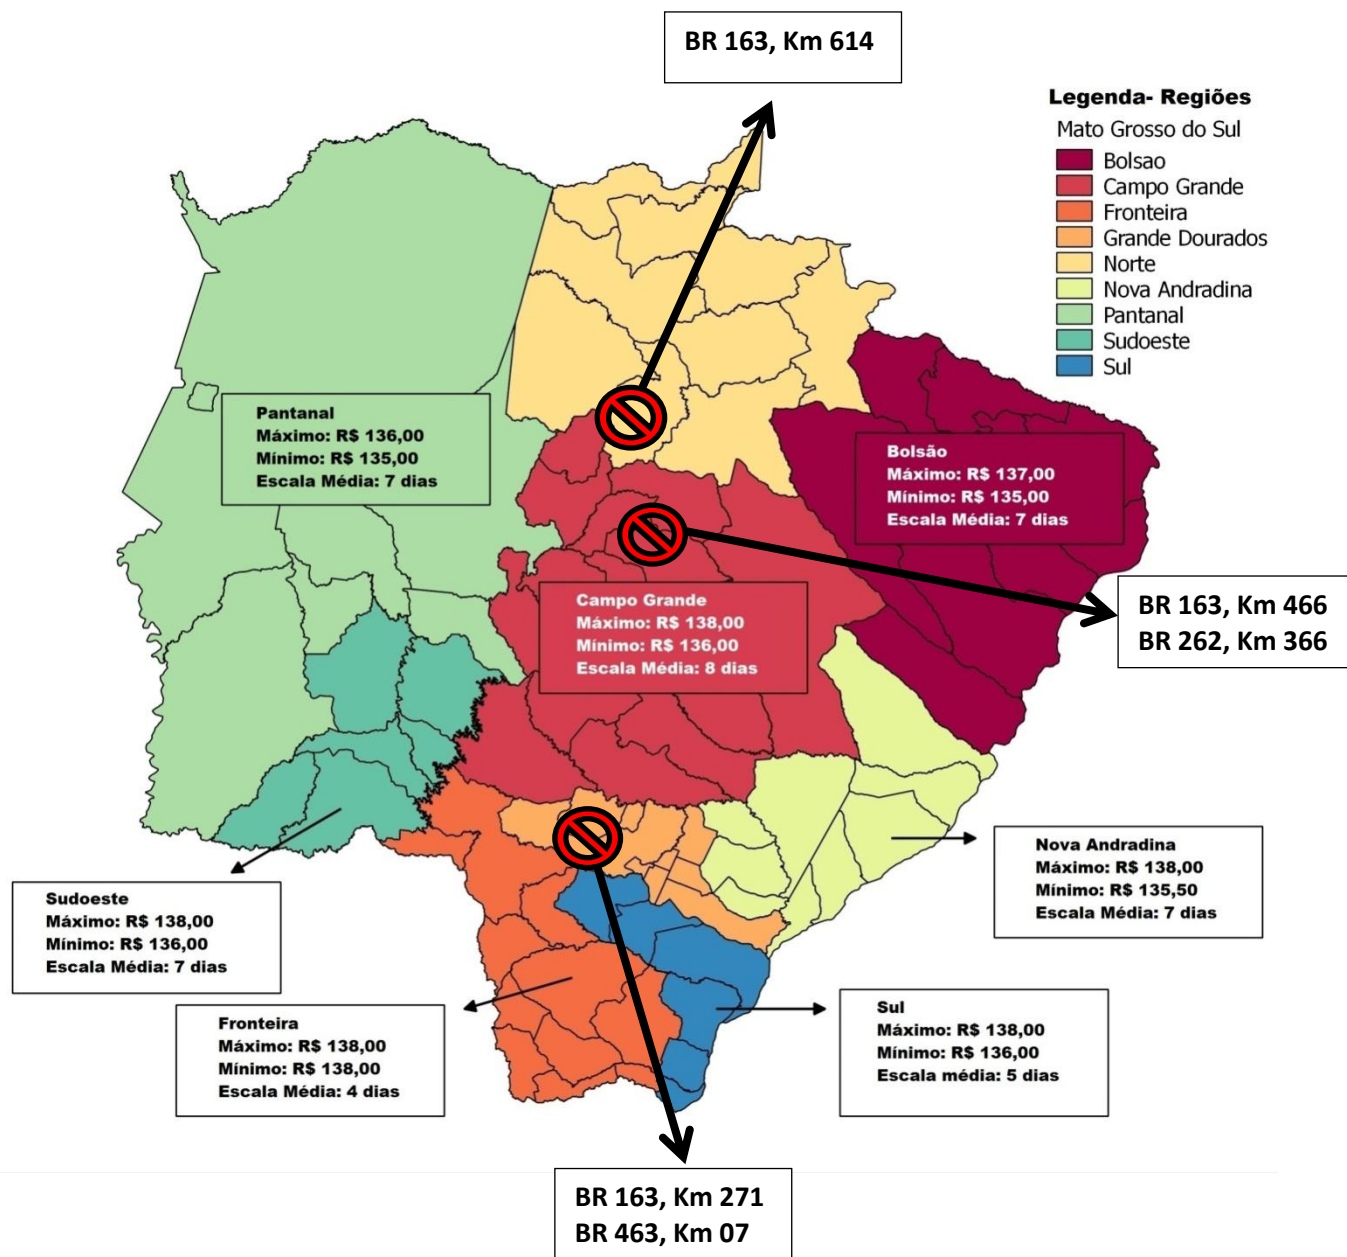 BR 163, Km 614
Legenda- Regiões
Mato Grosso do Sul
Bolsao
Campo Grande
Fronteira
Grande Dourados
Norte
Nova Andradina
Pantanal
Sudoeste
Sul
Pantanal
Máximo: R$ 136,00
Mínimo: R$ 135,00
Escala Média: 7 dias
Bolsão
Máximo: R$ 137,00
Mínimo: R$ 135,00
Escala Média: 7 dias
Campo Grande
Máximo: R$ 138,00
Mínimo: R$ 136,00
Escala Média: 8 dias
BR 163, Km 466
BR 262, Km 366
Nova Andradina
Máximo: R$ 138,00
Mínimo: R$ 135,50
Escala Média: 7 dias
Sudoeste
Máximo: R$ 138,00
Mínimo: R$ 136,00
Escala Média: 7 dias
Fronteira
Máximo: R$ 138,00
Mínimo: R$ 138,00
Escala Média: 4 dias
Sul
Máximo: R$ 138,00
Mínimo: R$ 136,00
Escala média: 5 dias
BR 163, Km 271
BR 463, Km 07